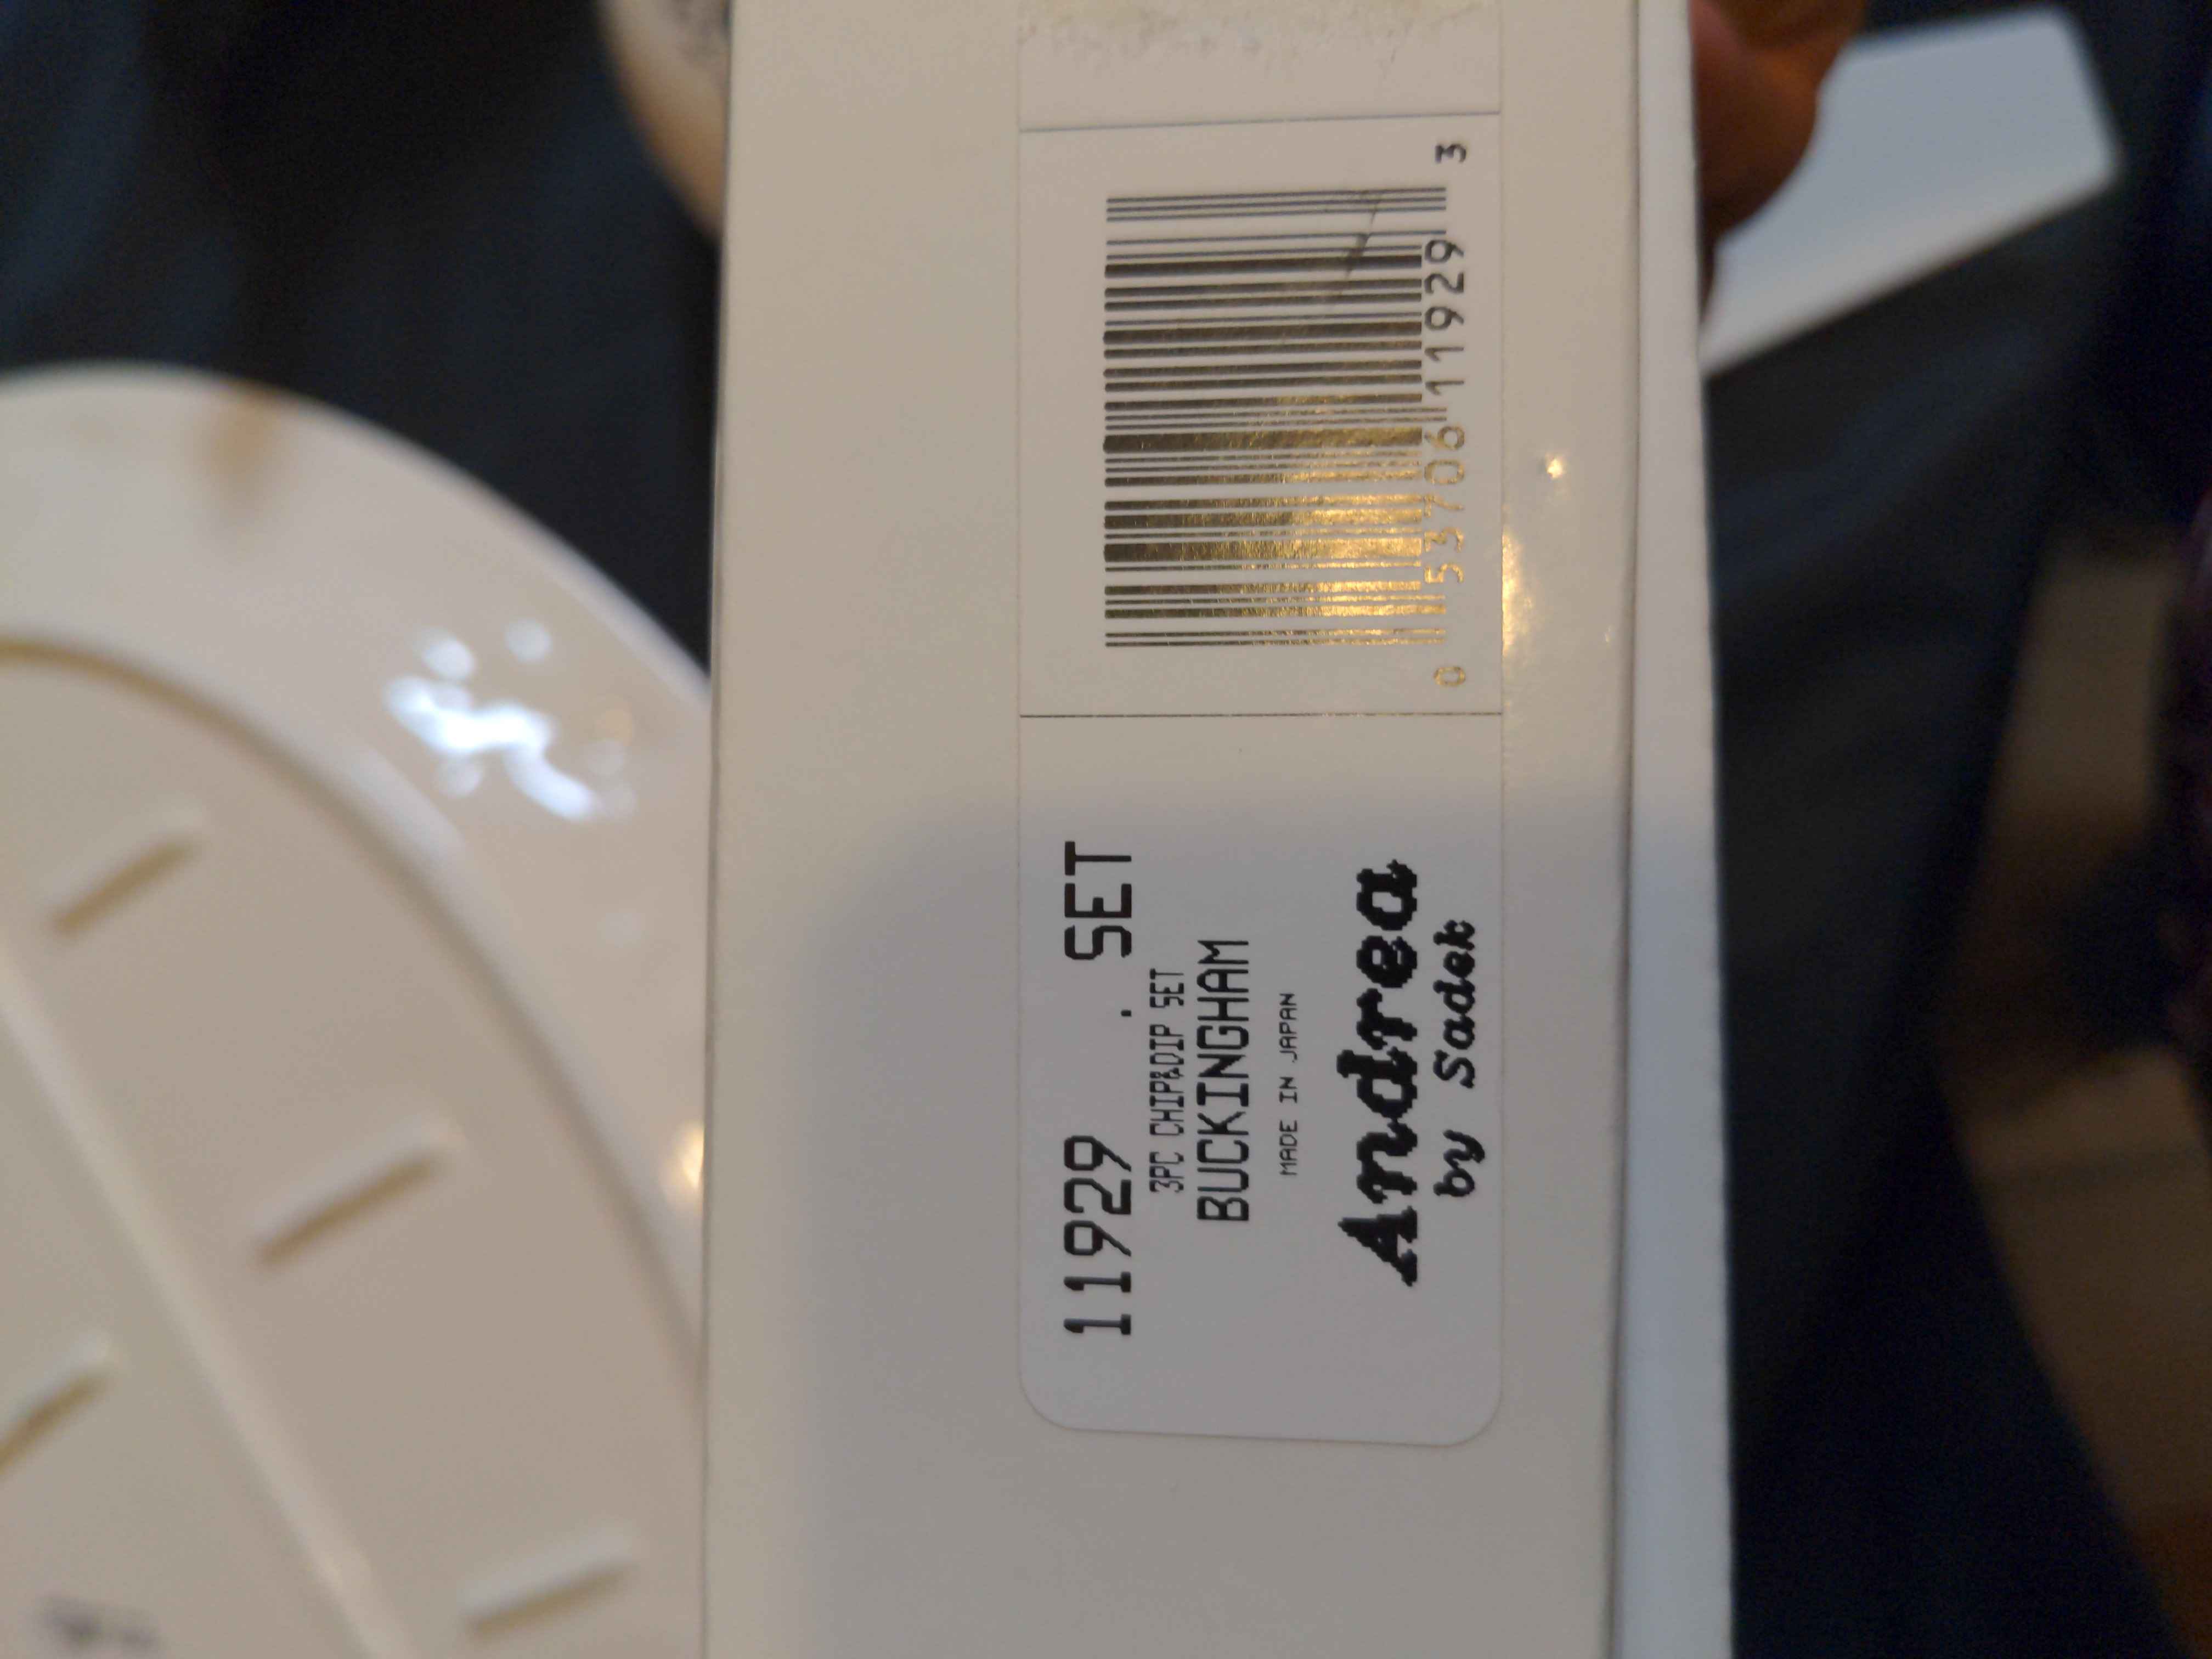 11929 . SET
3PC CHIP&DIP SET
BUCKINGHAM
MADE IN JAPAN
Andrea
by Sadek
0 53706 11929 3